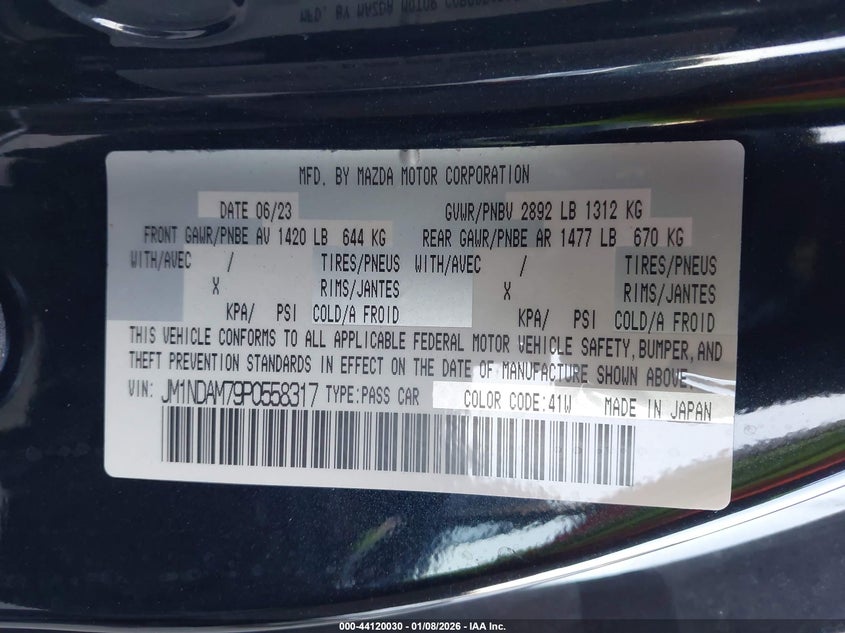 MFD. BY MAZDA MOTOR CORPORATION
DATE 06/23 GVWR/PNBV 2892 LB 1312 KG
FRONT GAWR/PNBE AV 1420 LB 644 KG REAR GAWR/PNBE AR 1477 LB 670 KG
WITH/AVEC / TIRES/PNEUS WITH/AVEC / TIRES/PNEUS
X RIMS/JANTES X RIMS/JANTES
KPA/ PSI COLD/A FROID KPA/ PSI COLD/A FROID
THIS VEHICLE CONFORMS TO ALL APPLICABLE FEDERAL MOTOR VEHICLE SAFETY, BUMPER, AND
THEFT PREVENTION STANDARDS IN EFFECT ON THE DATE OF MANUFACTURE SHOWN ABOVE.
VIN: JM1NDAM79P0558317 TYPE:PASS CAR COLOR CODE:41W MADE IN JAPAN
000-44120030 - 01/08/2026 - IAA Inc.